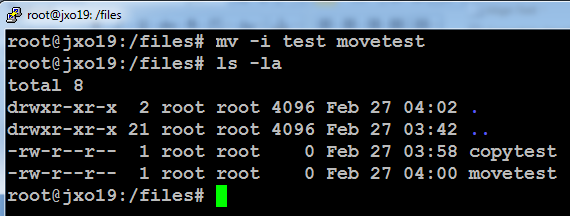 root@jxo19: /files
root@jxo19:/files# mv -i test movetest
root@jxo19:/files# ls -la
total 8
drwxr-xr-x  2 root root 4096 Feb 27 04:02 .
drwxr-xr-x 21 root root 4096 Feb 27 03:42 ..
-rw-r--r--  1 root root    0 Feb 27 03:58 copytest
-rw-r--r--  1 root root    0 Feb 27 04:00 movetest
root@jxo19:/files#